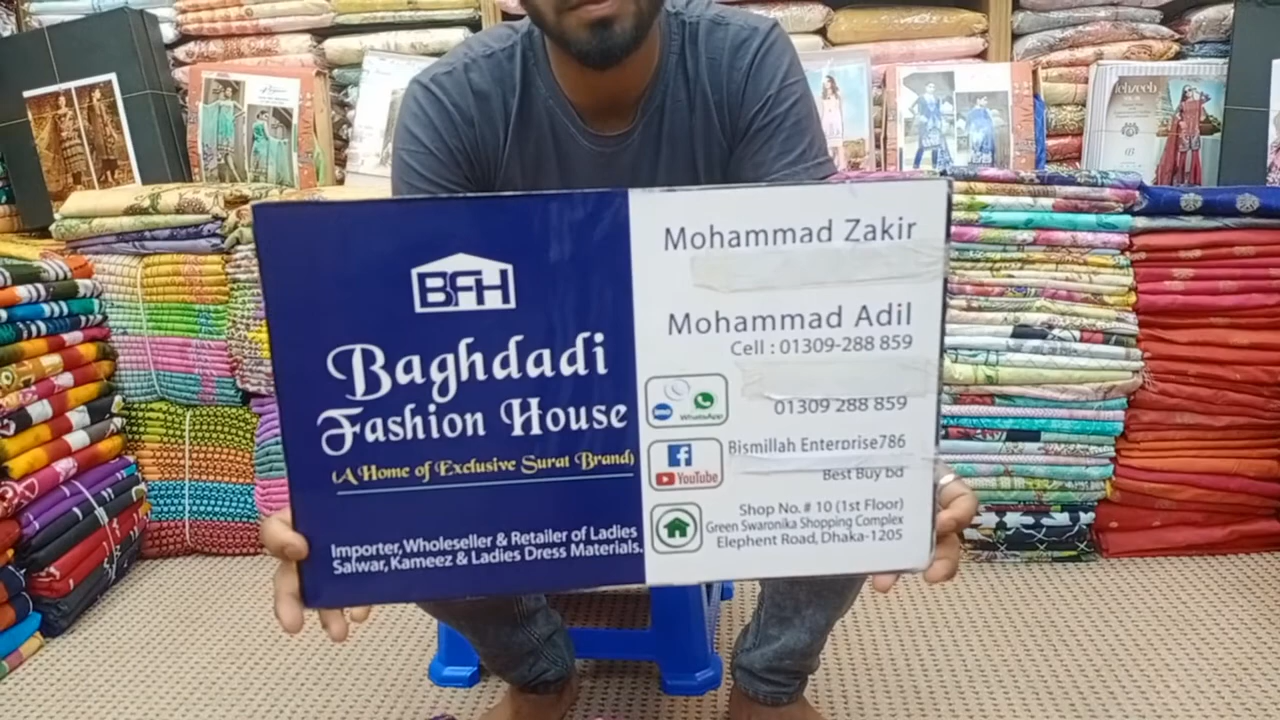 BFH
Baghdadi
Fashion House
(A Home of Exclusive Surat Brand)
Importer, Wholeseller & Retailer of Ladies
Salwar, Kameez & Ladies Dress Materials.
Mohammad Zakir
Mohammad Adil
Cell : 01309-288 859
imo WhatsApp
01309 288 859
Bismillah Enterprise786
YouTube
Best Buy bd
Shop No. # 10 (1st Floor)
Green Swaronika Shopping Complex
Elephent Road, Dhaka-1205